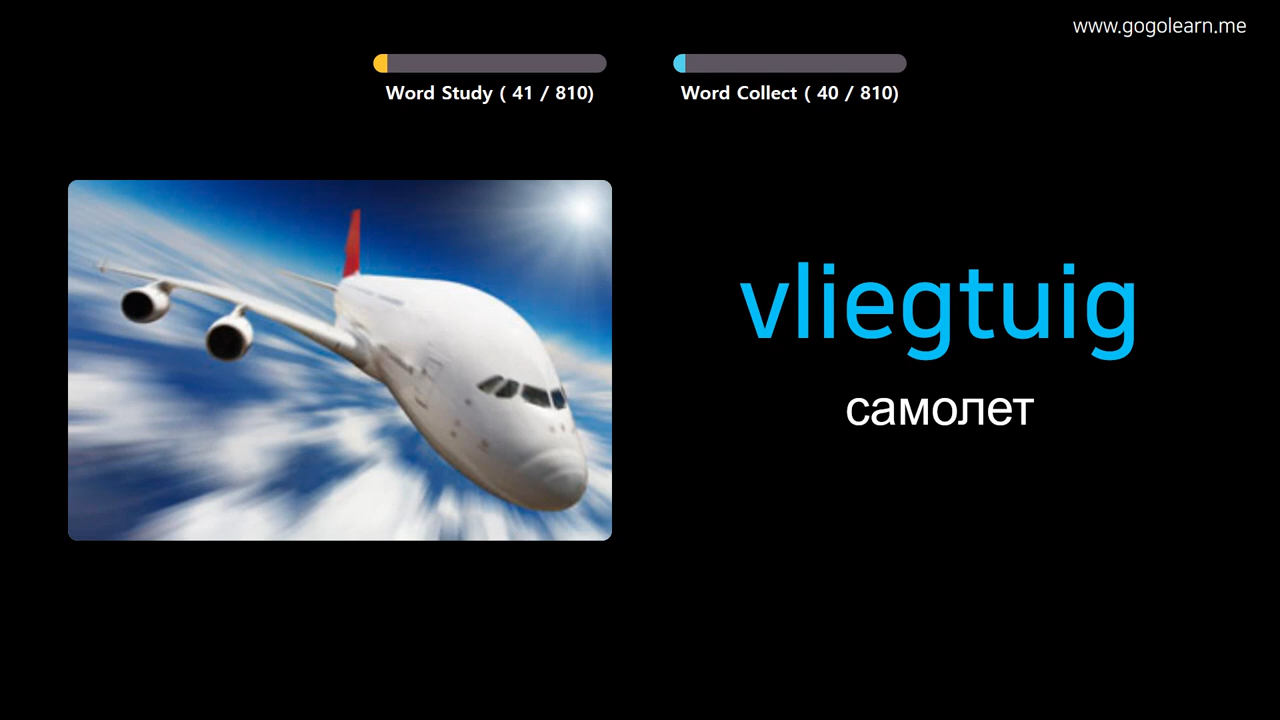 www.gogolearn.me
Word Study ( 41 / 810)
Word Collect ( 40 / 810)
vliegtuig
самолет